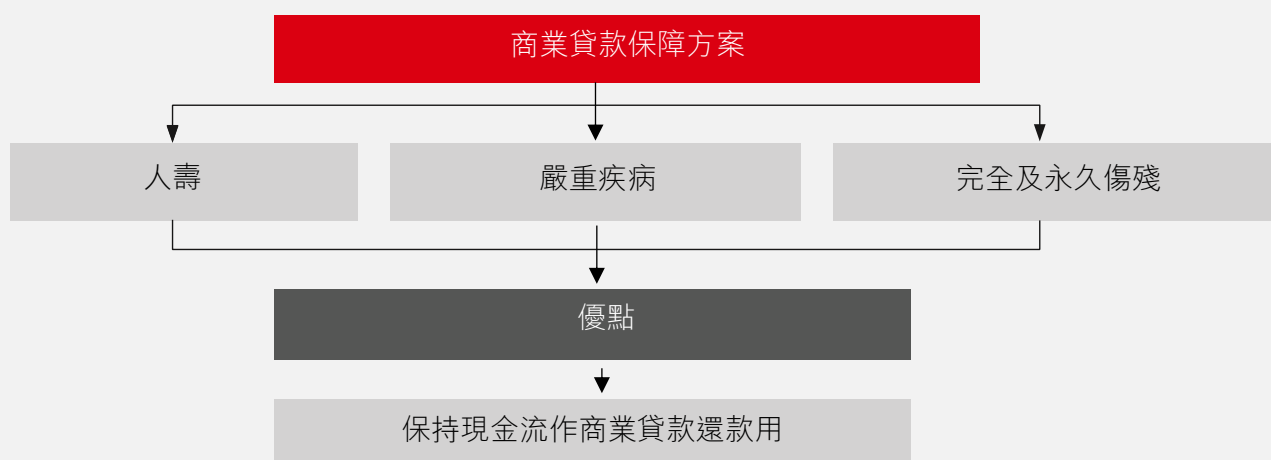 商業貸款保障方案
人壽
嚴重疾病
完全及永久傷殘
優點
保持現金流作商業貸款還款用